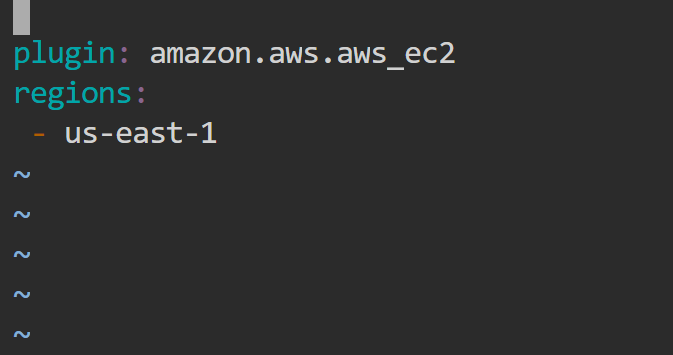 plugin: amazon.aws.aws_ec2
regions:
 - us-east-1
~
~
~
~
~